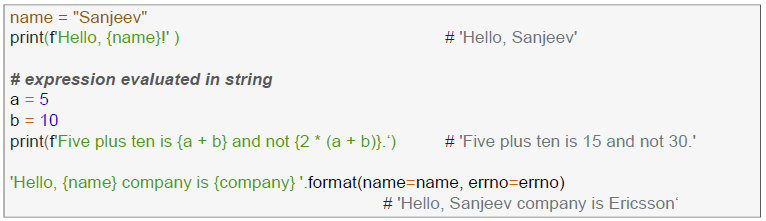 name = "Sanjeev"
print(f'Hello, {name}!' ) # 'Hello, Sanjeev'
# expression evaluated in string
a = 5
b = 10
print(f'Five plus ten is {a + b} and not {2 * (a + b)}.‘) # 'Five plus ten is 15 and not 30.'
'Hello, {name} company is {company} '.format(name=name, errno=errno)
# 'Hello, Sanjeev company is Ericsson‘